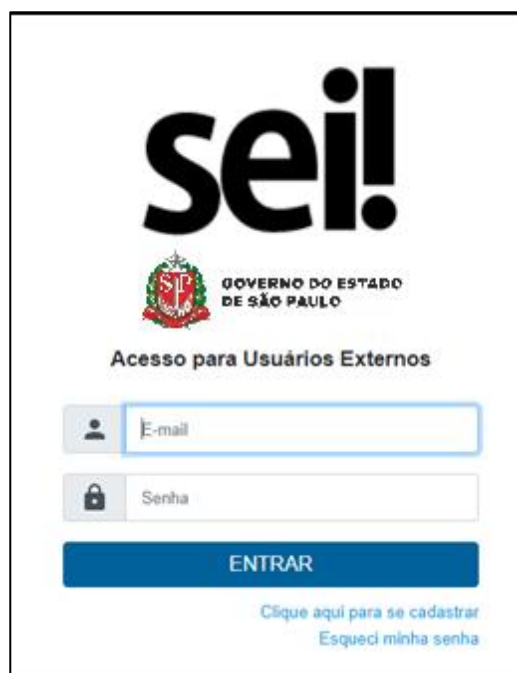 sei!
SP
GOVERNO DO ESTADO
DE SÃO PAULO
Acesso para Usuários Externos
E-mail
Senha
ENTRAR
Clique aqui para se cadastrar
Esqueci minha senha